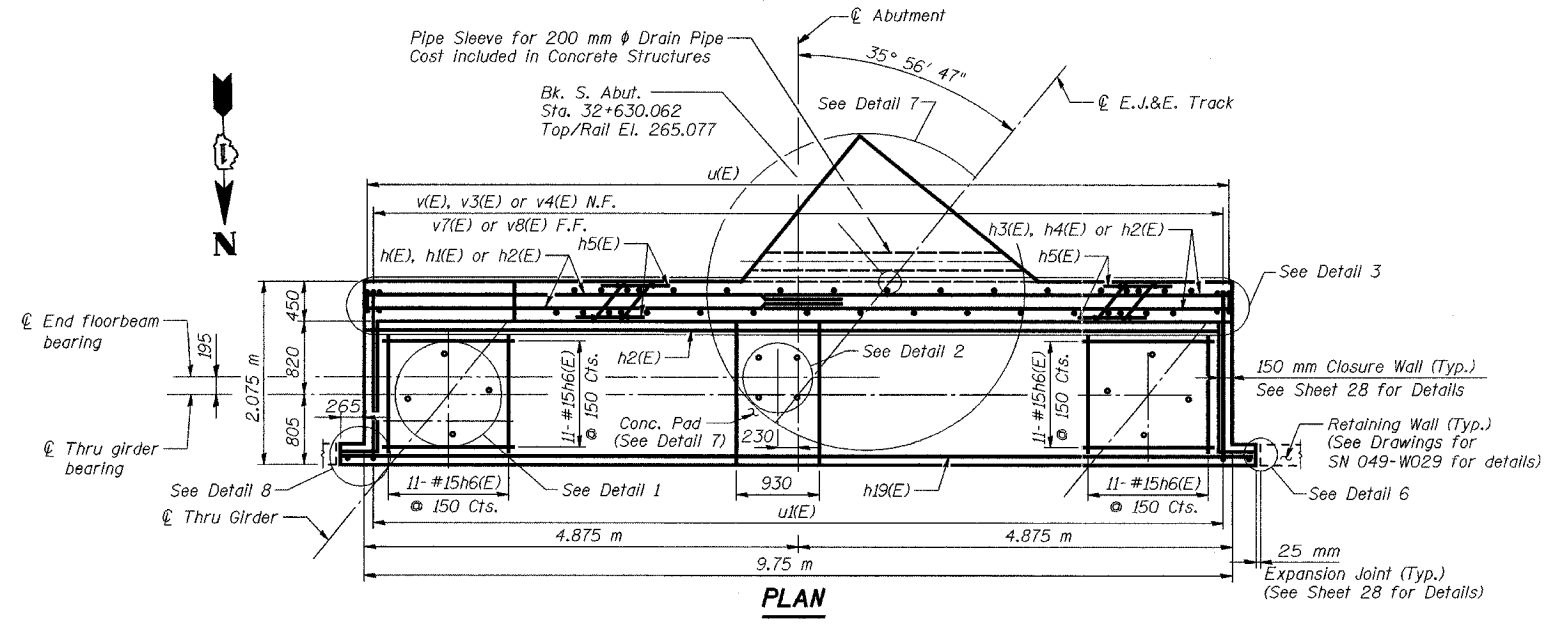 ℄ Abutment
Pipe Sleeve for 200 mm ϕ Drain Pipe
Cost included in Concrete Structures
35° 56' 47"
Bk. S. Abut.
Sta. 32+630.062
Top/Rail El. 265.077
See Detail 7
℄ E.J.&E. Track
N
u(E)
v(E), v3(E) or v4(E) N.F.
v7(E) or v8(E) F.F.
h(E), h1(E) or h2(E)
h5(E)
h3(E), h4(E) or h2(E)
h5(E)
See Detail 3
℄ End floorbeam
bearing
195
2.075 m
450
820
805
265
h2(E)
See Detail 2
11-#15h6(E)
@ 150 Cts.
11-#15h6(E)
@ 150 Cts.
150 mm Closure Wall (Typ.)
See Sheet 28 for Details
℄ Thru girder
bearing
Conc. Pad
(See Detail 7)
230
Retaining Wall (Typ.)
(See Drawings for
SN 049-W029 for details)
See Detail 8
℄ Thru Girder
11-#15h6(E)
@ 150 Cts.
See Detail 1
930
h19(E)
11-#15h6(E)
@ 150 Cts.
See Detail 6
u1(E)
4.875 m
4.875 m
9.75 m
25 mm
Expansion Joint (Typ.)
(See Sheet 28 for Details)
PLAN